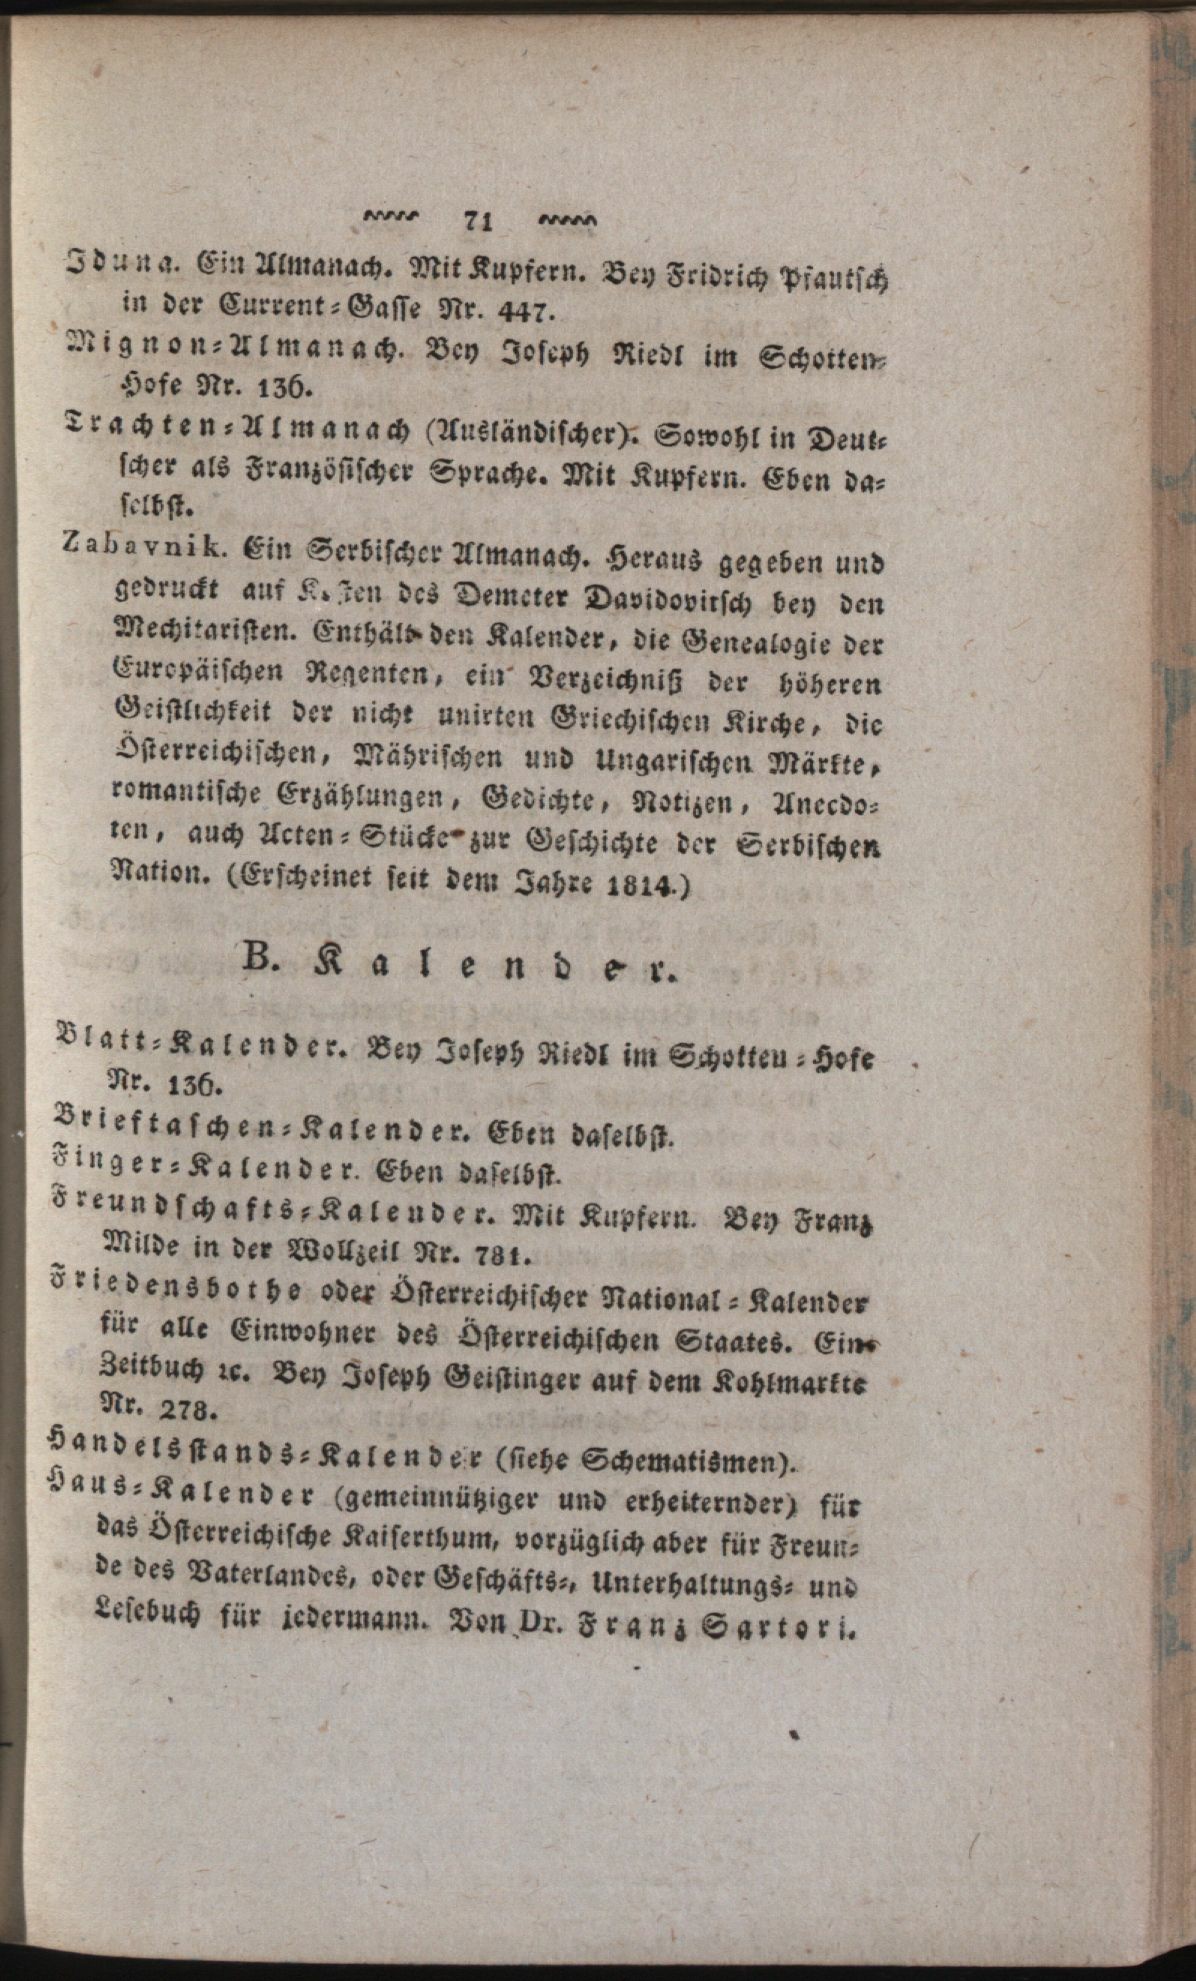 71
Iduna. Ein Almanach. Mit Kupfern. Bey Fridrich Pfautsch
in der Current-Gasse Nr. 447.
Mignon-Almanach. Bey Joseph Riedl im Schotten-
Hofe Nr. 136.
Trachten-Almanach (Ausländischer). Sowohl in Deut-
scher als Französischer Sprache. Mit Kupfern. Eben da-
selbst.
Zabavnik. Ein Serbischer Almanach. Heraus gegeben und
gedruckt auf Kosten des Demeter Davidovitsch bey den
Mechitaristen. Enthält den Kalender, die Genealogie der
Europäischen Regenten, ein Verzeichniß der höheren
Geistlichkeit der nicht unirten Griechischen Kirche, die
Österreichischen, Mährischen und Ungarischen Märkte,
romantische Erzählungen, Gedichte, Notizen, Anecdo-
ten, auch Acten-Stücke zur Geschichte der Serbischen
Nation. (Erscheinet seit dem Jahre 1814.)
B. Kalender.
Blatt-Kalender. Bey Joseph Riedl im Schotten-Hofe
Nr. 136.
Brieftaschen-Kalender. Eben daselbst.
Finger-Kalender. Eben daselbst.
Freundschafts-Kalender. Mit Kupfern. Bey Franz
Milde in der Wollzeil Nr. 781.
Friedensbothe oder Österreichischer National-Kalender
für alle Einwohner des Österreichischen Staates. Ein
Zeitbuch ꝛc. Bey Joseph Geistinger auf dem Kohlmarkte
Nr. 278.
Handelsstands-Kalender (siehe Schematismen).
Haus-Kalender (gemeinnütziger und erheiternder) für
das Österreichische Kaiserthum, vorzüglich aber für Freun-
de des Vaterlandes, oder Geschäfts-, Unterhaltungs- und
Lesebuch für jedermann. Von Dr. Franz Sartori.